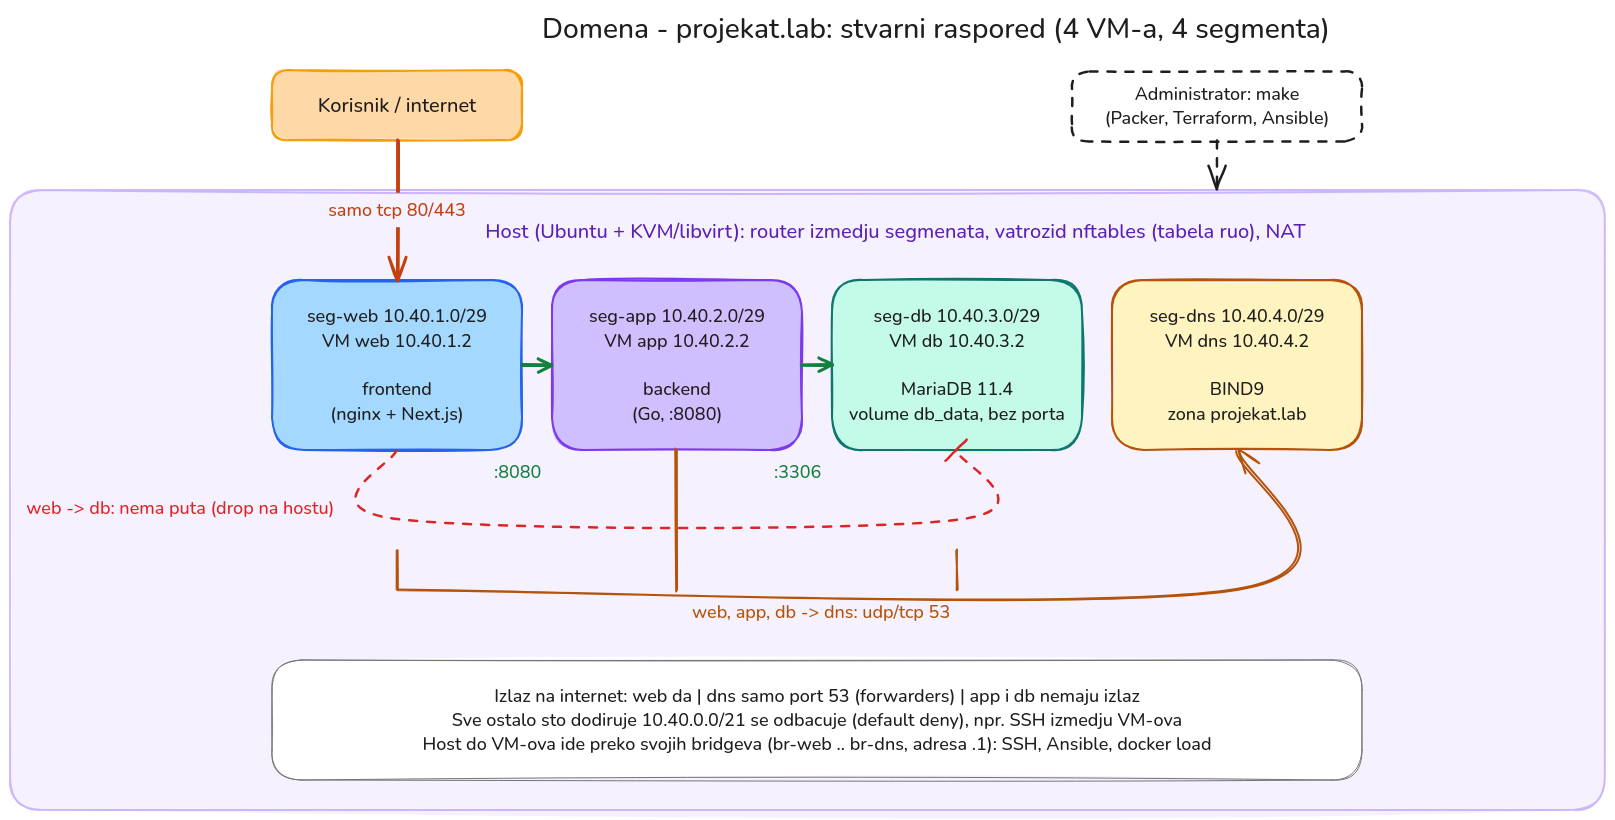 Domena - projekat.lab: stvarni raspored (4 VM-a, 4 segmenta)
Korisnik / internet
Administrator: make
(Packer, Terraform, Ansible)
samo tcp 80/443
Host (Ubuntu + KVM/libvirt): router izmedju segmenata, vatrozid nftables (tabela ruo), NAT
seg-web 10.40.1.0/29
VM web 10.40.1.2
frontend
(nginx + Next.js)
seg-app 10.40.2.0/29
VM app 10.40.2.2
backend
(Go, :8080)
seg-db 10.40.3.0/29
VM db 10.40.3.2
MariaDB 11.4
volume db_data, bez porta
seg-dns 10.40.4.0/29
VM dns 10.40.4.2
BIND9
zona projekat.lab
:8080
:3306
web -> db: nema puta (drop na hostu)
web, app, db -> dns: udp/tcp 53
Izlaz na internet: web da | dns samo port 53 (forwarders) | app i db nemaju izlaz
Sve ostalo sto dodiruje 10.40.0.0/21 se odbacuje (default deny), npr. SSH izmedju VM-ova
Host do VM-ova ide preko svojih bridgeva (br-web .. br-dns, adresa .1): SSH, Ansible, docker load